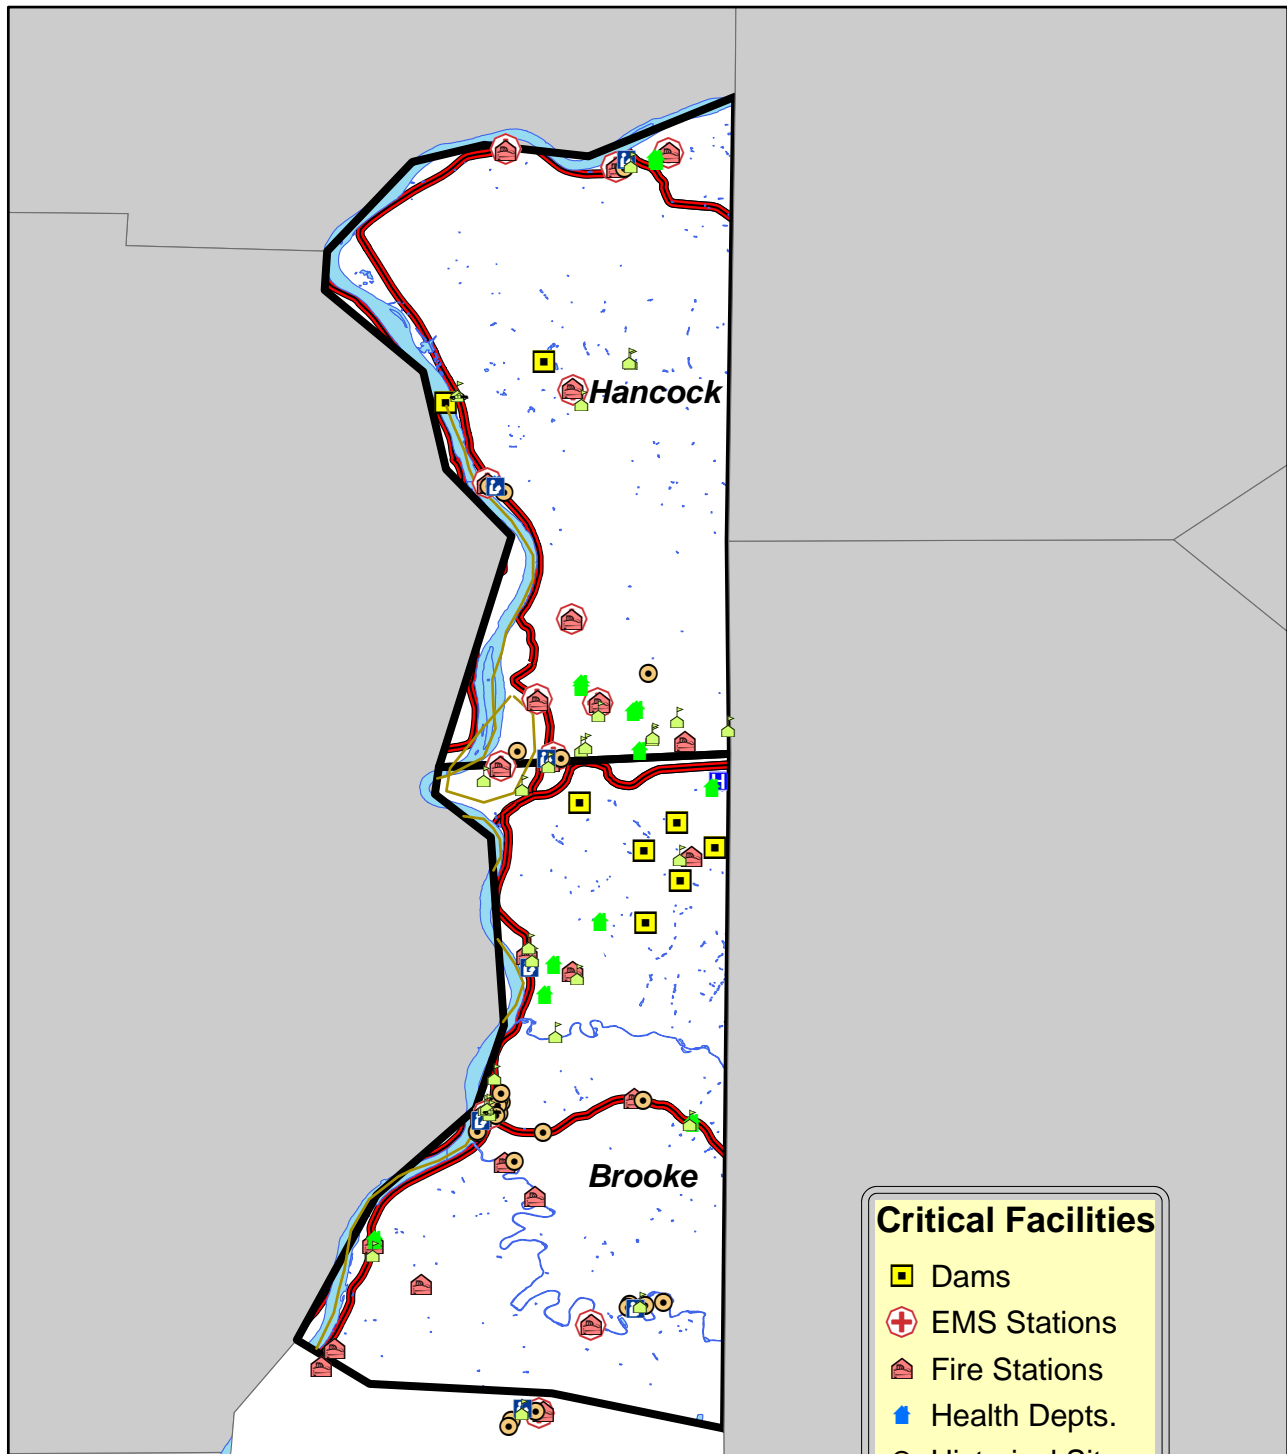 Hancock
H
Brooke
Critical Facilities
Dams
EMS Stations
Fire Stations
Health Depts.